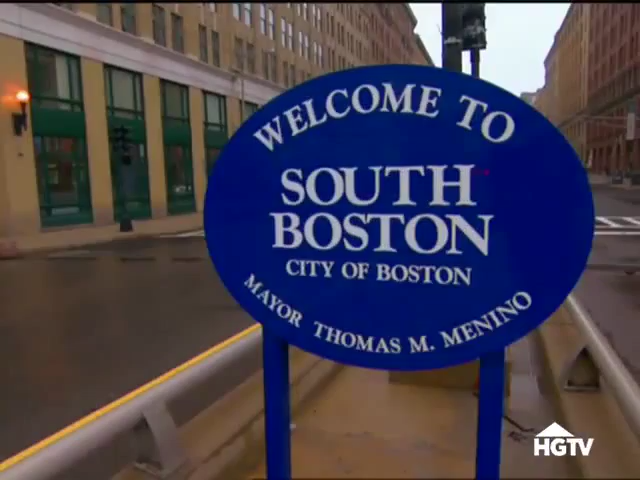 WELCOME TO
SOUTH
BOSTON
CITY OF BOSTON
MAYOR THOMAS M. MENINO
HGTV